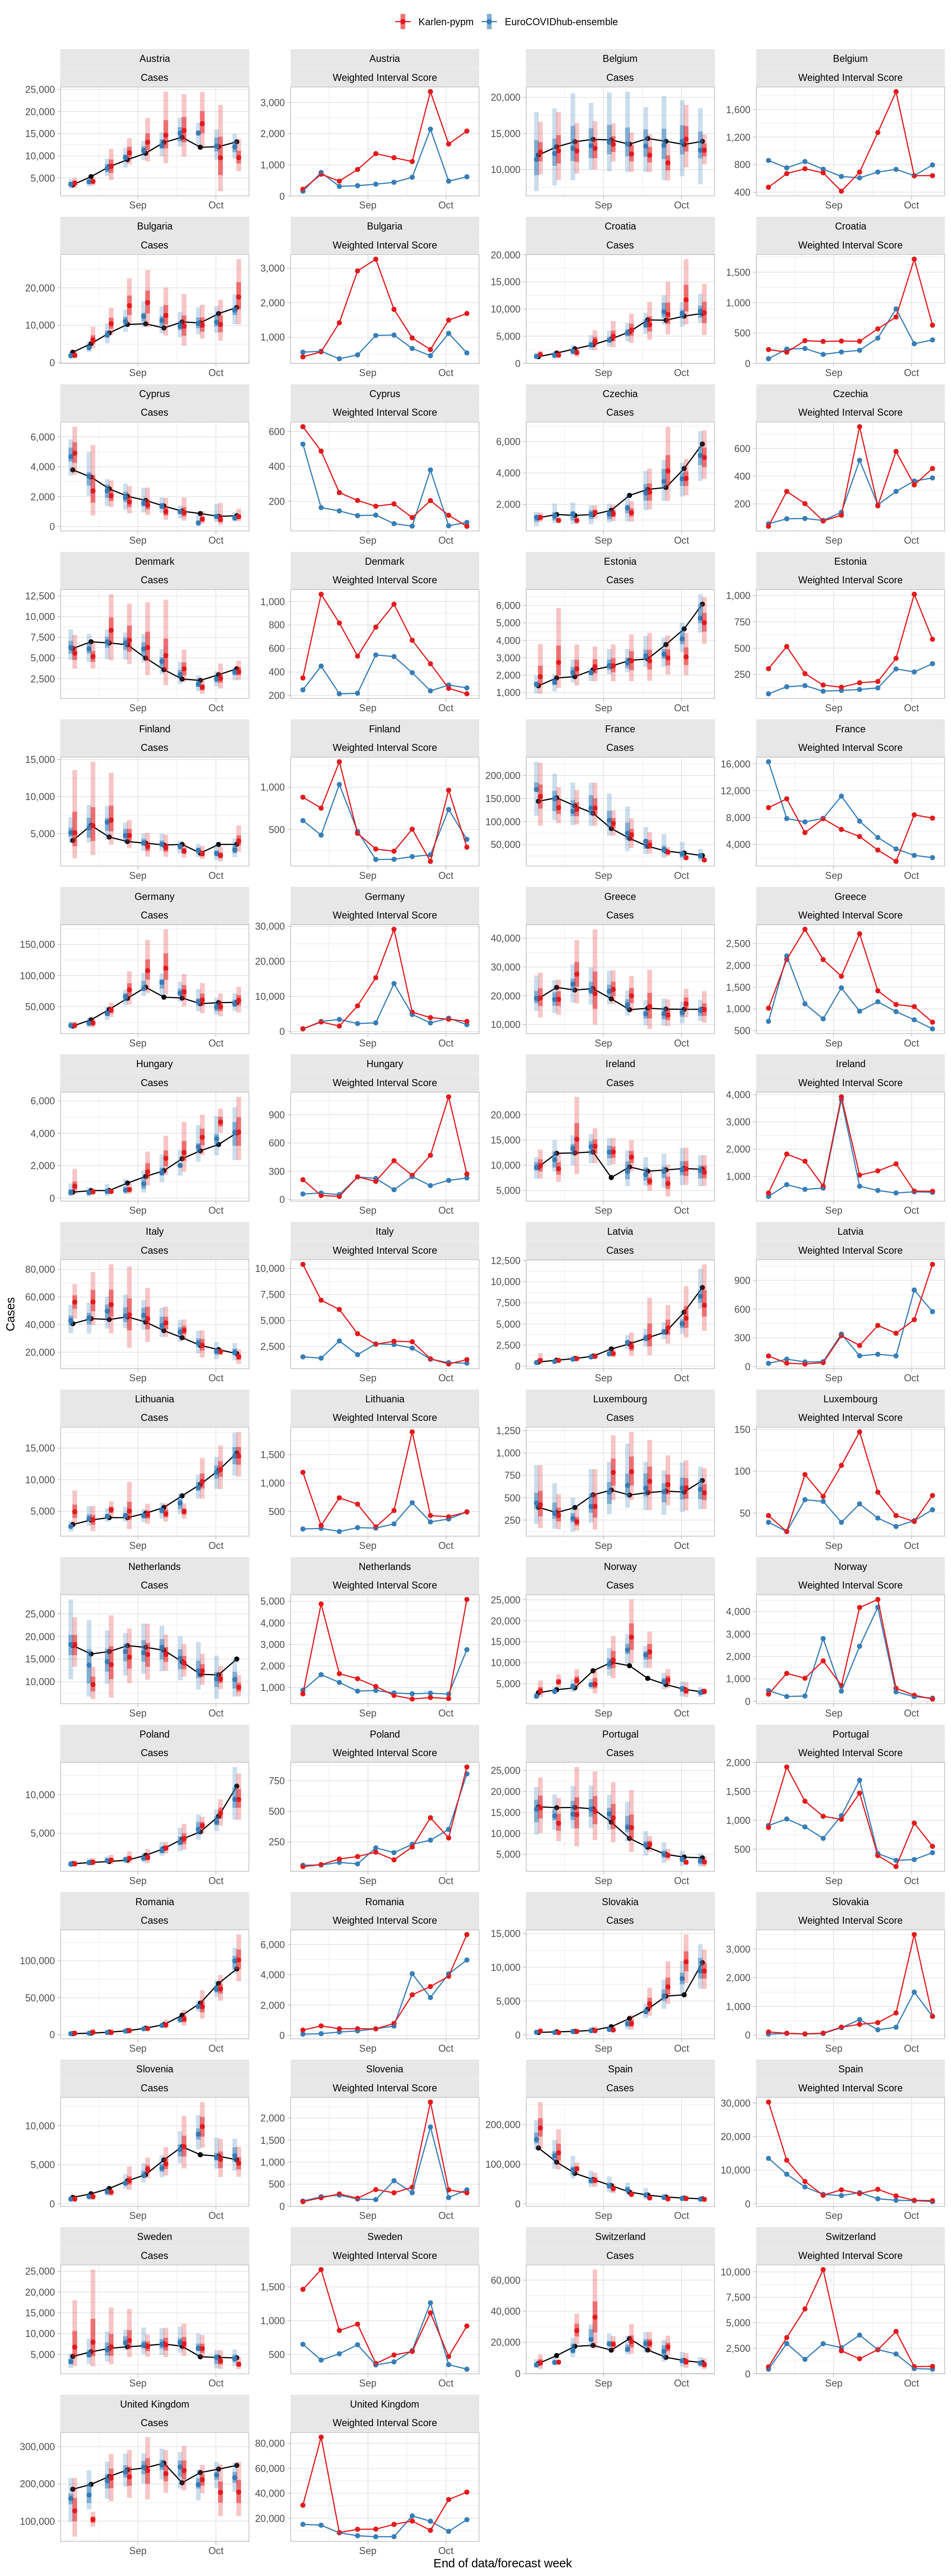 Karlen-pypm EuroCOVIDhub-ensemble
Austria
Cases
25,000
20,000
15,000
10,000
5,000
Sep Oct
Austria
Weighted Interval Score
3,000
2,000
1,000
0
Sep Oct
Belgium
Cases
20,000
15,000
10,000
Sep Oct
Belgium
Weighted Interval Score
1,600
1,200
800
400
Sep Oct
Bulgaria
Cases
20,000
10,000
0
Sep Oct
Bulgaria
Weighted Interval Score
3,000
2,000
1,000
Sep Oct
Croatia
Cases
20,000
15,000
10,000
5,000
0
Sep Oct
Croatia
Weighted Interval Score
1,500
1,000
500
0
Sep Oct
Cyprus
Cases
6,000
4,000
2,000
0
Sep Oct
Cyprus
Weighted Interval Score
600
400
200
Sep Oct
Czechia
Cases
6,000
4,000
2,000
Sep Oct
Czechia
Weighted Interval Score
600
400
200
Sep Oct
Denmark
Cases
12,500
10,000
7,500
5,000
2,500
Sep Oct
Denmark
Weighted Interval Score
1,000
800
600
400
200
Sep Oct
Estonia
Cases
6,000
5,000
4,000
3,000
2,000
1,000
Sep Oct
Estonia
Weighted Interval Score
1,000
750
500
250
Sep Oct
Finland
Cases
15,000
10,000
5,000
Sep Oct
Finland
Weighted Interval Score
1,000
500
Sep Oct
France
Cases
200,000
150,000
100,000
50,000
Sep Oct
France
Weighted Interval Score
16,000
12,000
8,000
4,000
Sep Oct
Germany
Cases
150,000
100,000
50,000
Sep Oct
Germany
Weighted Interval Score
30,000
20,000
10,000
0
Sep Oct
Greece
Cases
40,000
30,000
20,000
10,000
Sep Oct
Greece
Weighted Interval Score
2,500
2,000
1,500
1,000
500
Sep Oct
Hungary
Cases
6,000
4,000
2,000
0
Sep Oct
Hungary
Weighted Interval Score
900
600
300
0
Sep Oct
Ireland
Cases
20,000
15,000
10,000
5,000
Sep Oct
Ireland
Weighted Interval Score
4,000
3,000
2,000
1,000
Sep Oct
Italy
Cases
80,000
60,000
40,000
20,000
Sep Oct
Italy
Weighted Interval Score
10,000
7,500
5,000
2,500
Sep Oct
Latvia
Cases
12,500
10,000
7,500
5,000
2,500
0
Sep Oct
Latvia
Weighted Interval Score
900
600
300
0
Sep Oct
Cases
Lithuania
Cases
15,000
10,000
5,000
Sep Oct
Lithuania
Weighted Interval Score
1,500
1,000
500
Sep Oct
Luxembourg
Cases
1,250
1,000
750
500
250
Sep Oct
Luxembourg
Weighted Interval Score
150
100
50
Sep Oct
Netherlands
Cases
25,000
20,000
15,000
10,000
Sep Oct
Netherlands
Weighted Interval Score
5,000
4,000
3,000
2,000
1,000
Sep Oct
Norway
Cases
25,000
20,000
15,000
10,000
5,000
Sep Oct
Norway
Weighted Interval Score
4,000
3,000
2,000
1,000
0
Sep Oct
Poland
Cases
10,000
5,000
Sep Oct
Poland
Weighted Interval Score
750
500
250
Sep Oct
Portugal
Cases
25,000
20,000
15,000
10,000
5,000
Sep Oct
Portugal
Weighted Interval Score
2,000
1,500
1,000
500
Sep Oct
Romania
Cases
100,000
50,000
0
Sep Oct
Romania
Weighted Interval Score
6,000
4,000
2,000
0
Sep Oct
Slovakia
Cases
15,000
10,000
5,000
0
Sep Oct
Slovakia
Weighted Interval Score
3,000
2,000
1,000
0
Sep Oct
Slovenia
Cases
10,000
5,000
0
Sep Oct
Slovenia
Weighted Interval Score
2,000
1,500
1,000
500
0
Sep Oct
Spain
Cases
200,000
100,000
0
Sep Oct
Spain
Weighted Interval Score
30,000
20,000
10,000
0
Sep Oct
Sweden
Cases
25,000
20,000
15,000
10,000
5,000
Sep Oct
Sweden
Weighted Interval Score
1,500
1,000
500
Sep Oct
Switzerland
Cases
60,000
40,000
20,000
0
Sep Oct
Switzerland
Weighted Interval Score
10,000
7,500
5,000
2,500
0
Sep Oct
United Kingdom
Cases
300,000
200,000
100,000
Sep Oct
United Kingdom
Weighted Interval Score
80,000
60,000
40,000
20,000
Sep Oct
End of data/forecast week